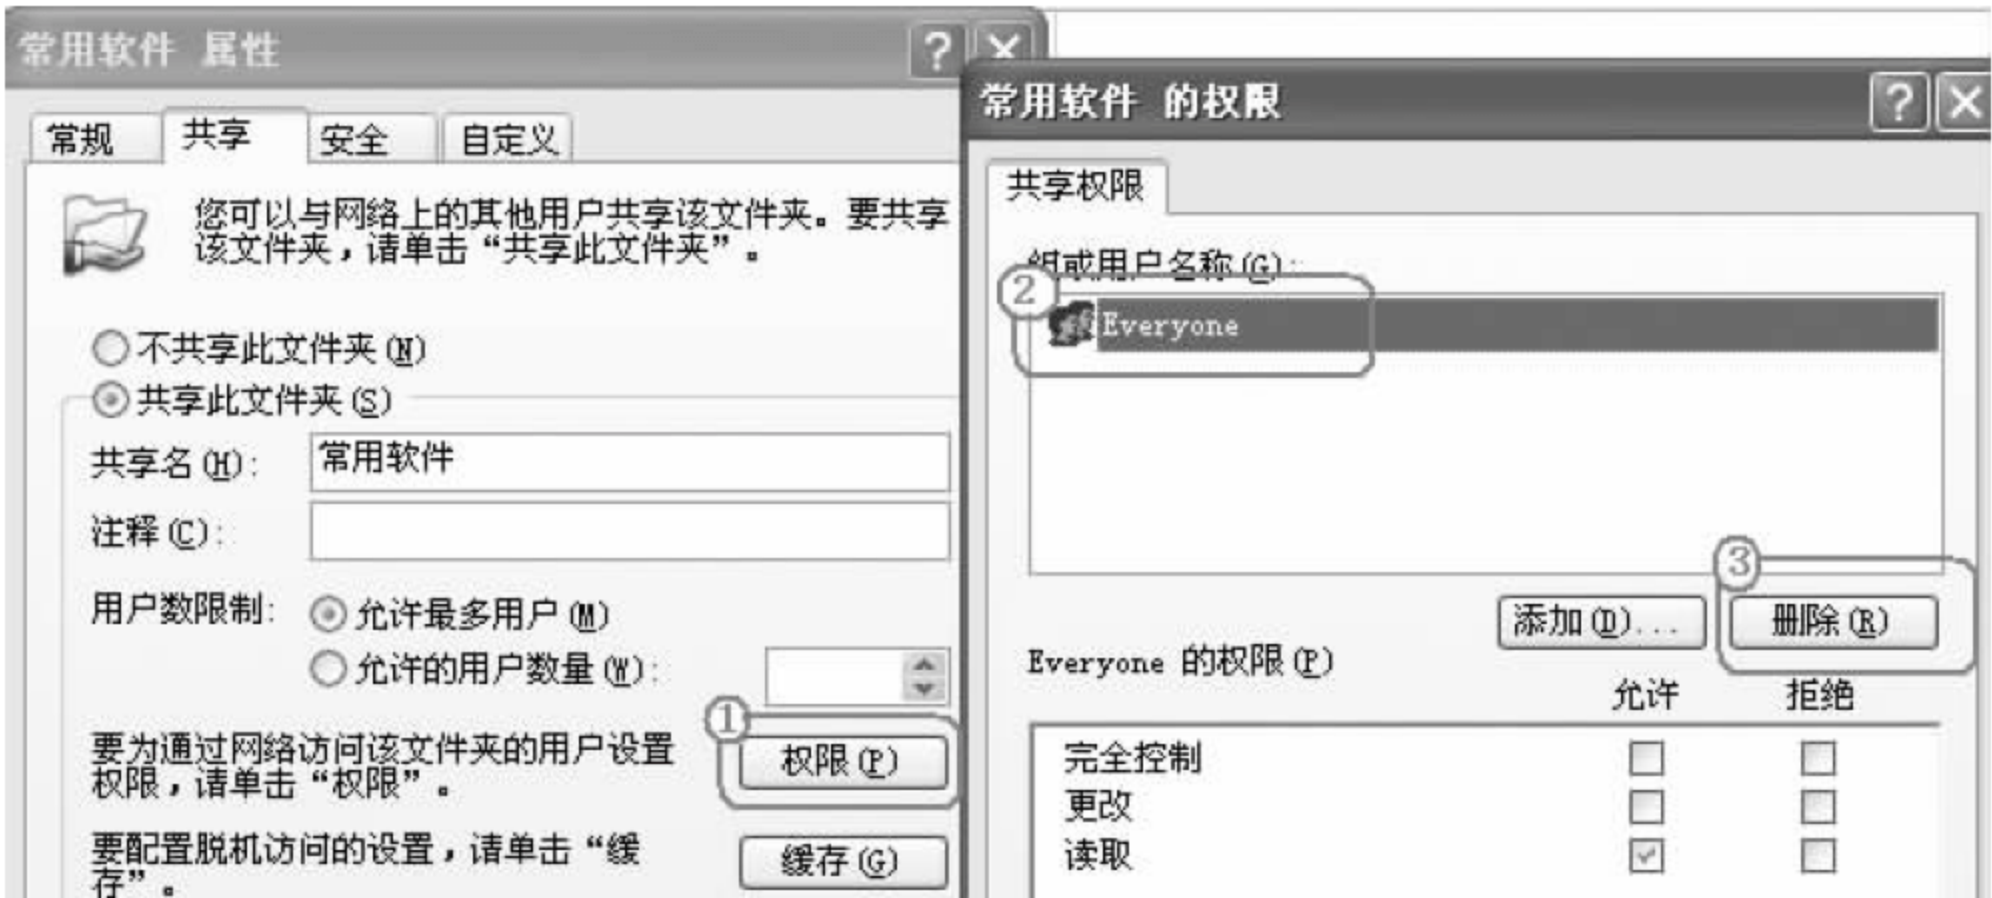 常用软件 属性
常规 共享 安全 自定义
您可以与网络上的其他用户共享该文件夹。要共享
该文件夹，请单击“共享此文件夹”。
不共享此文件夹(N)
共享此文件夹(S)
共享名(H): 常用软件
注释(C):
用户数限制: 允许最多用户(M)
允许的用户数量(W):
①
要为通过网络访问该文件夹的用户设置
权限，请单击“权限”。
权限(P)
要配置脱机访问的设置，请单击“缓
存”。
缓存(G)
常用软件 的权限
共享权限
组或用户名称(G):
②
Everyone
③
添加(D)... 删除(R)
Everyone 的权限(P)
允许 拒绝
完全控制
更改
读取